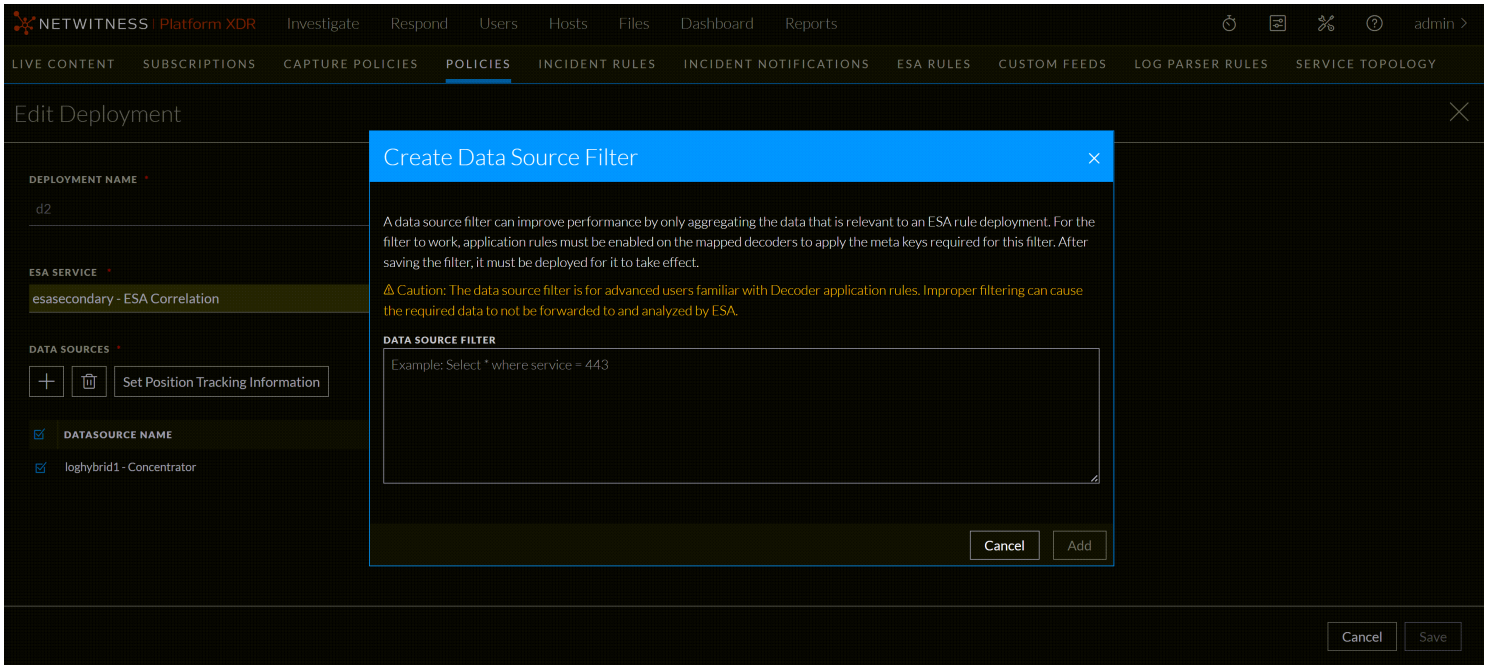 NETWITNESS Platform XDR Investigate Respond Users Hosts Files Dashboard Reports admin >
LIVE CONTENT SUBSCRIPTIONS CAPTURE POLICIES POLICIES INCIDENT RULES INCIDENT NOTIFICATIONS ESA RULES CUSTOM FEEDS LOG PARSER RULES SERVICE TOPOLOGY
Edit Deployment
DEPLOYMENT NAME *
d2
ESA SERVICE *
esasecondary - ESA Correlation
DATA SOURCES *
Set Position Tracking Information
DATASOURCE NAME
loghybrid1 - Concentrator
Create Data Source Filter
A data source filter can improve performance by only aggregating the data that is relevant to an ESA rule deployment. For the
filter to work, application rules must be enabled on the mapped decoders to apply the meta keys required for this filter. After
saving the filter, it must be deployed for it to take effect.
Caution: The data source filter is for advanced users familiar with Decoder application rules. Improper filtering can cause
the required data to not be forwarded to and analyzed by ESA.
DATA SOURCE FILTER
Example: Select * where service = 443
Cancel Add
Cancel Save